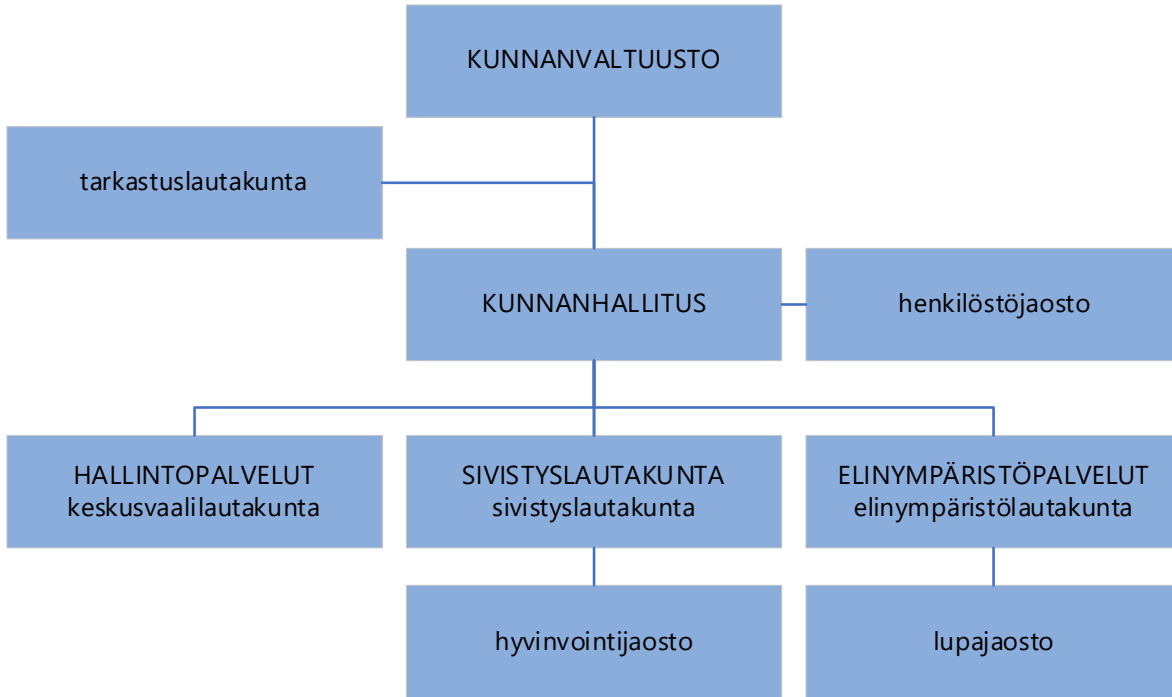 KUNNANVALTUUSTO
tarkastuslautakunta
KUNNANHALLITUS
henkilöstöjaosto
HALLINTOPALVELUT
keskusvaalilautakunta
SIVISTYSLAUTAKUNTA
sivistyslautakunta
ELINYMPÄRISTÖPALVELUT
elinympäristölautakunta
hyvinvointijaosto
lupajaosto